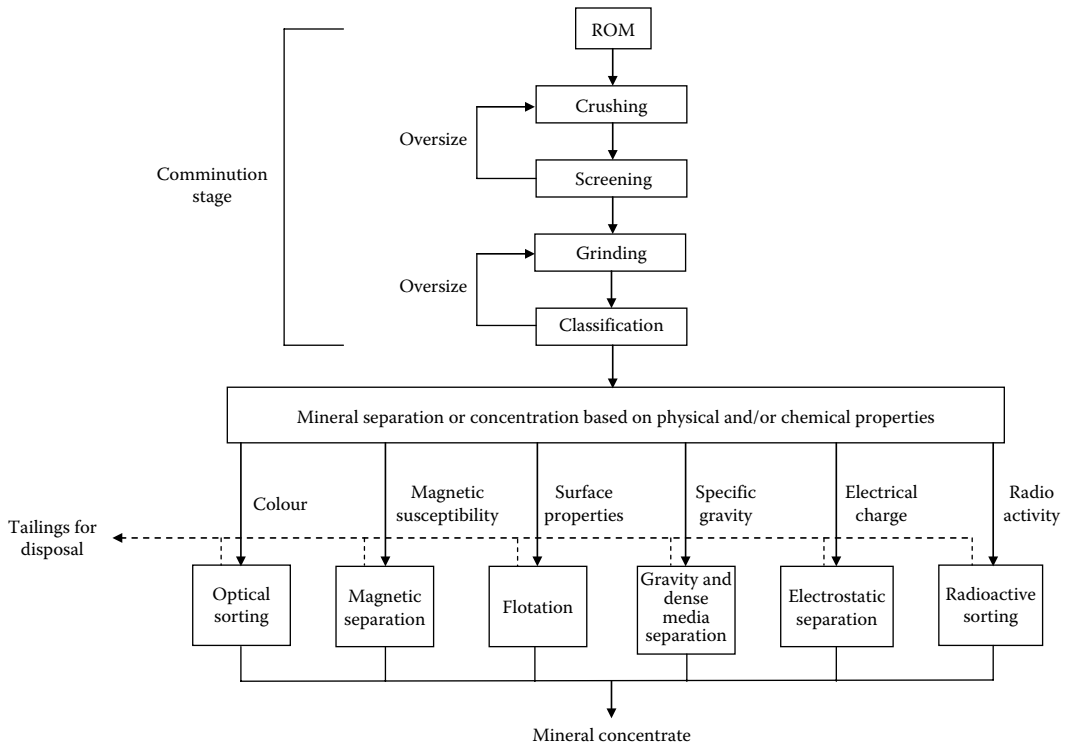 ROM
Crushing
Oversize
Screening
Comminution
stage
Grinding
Oversize
Classification
Mineral separation or concentration based on physical and/or chemical properties
Colour
Magnetic
susceptibility
Surface
properties
Specific
gravity
Electrical
charge
Radio
activity
Tailings for
disposal
Optical
sorting
Magnetic
separation
Flotation
Gravity and
dense
media
separation
Electrostatic
separation
Radioactive
sorting
Mineral concentrate